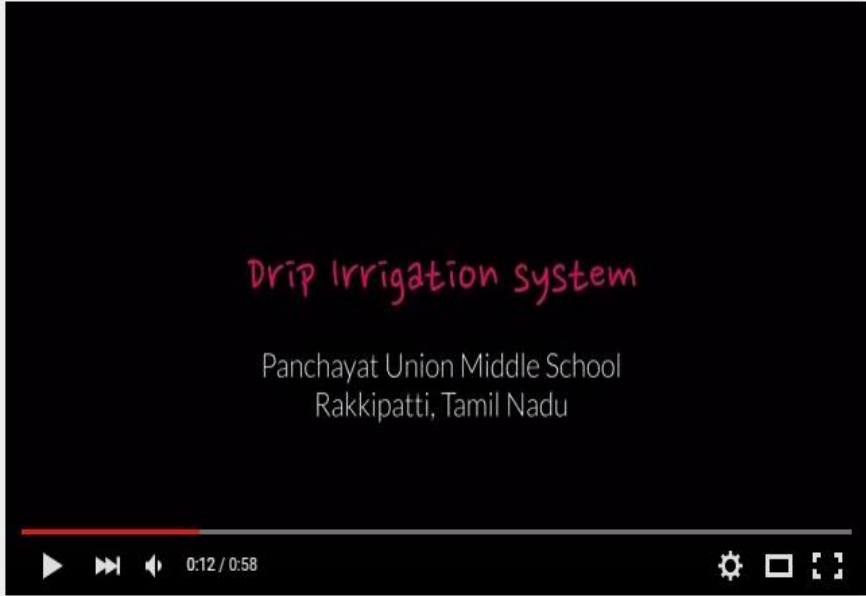 Drip Irrigation system
Panchayat Union Middle School
Rakkipatti, Tamil Nadu
0:12 / 0:58